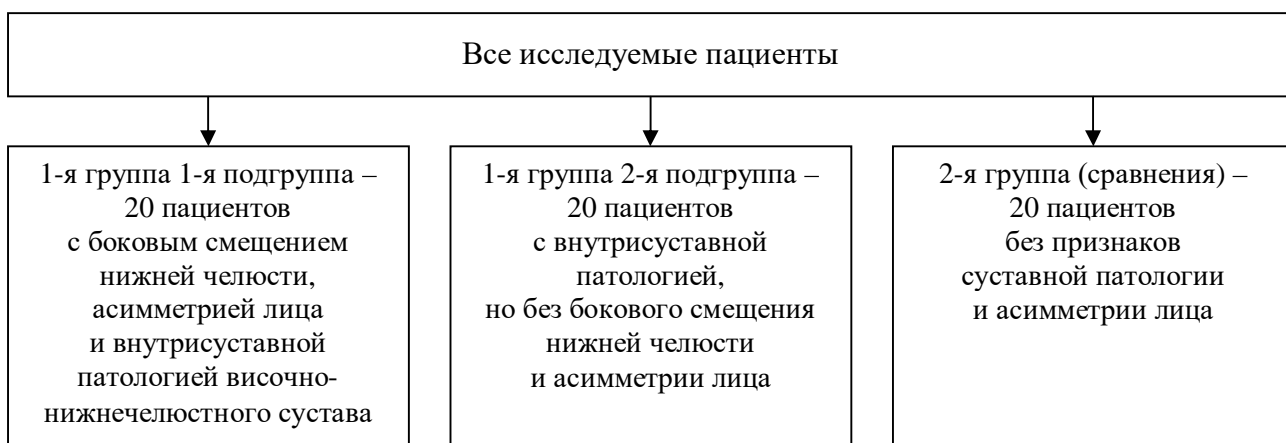 Все исследуемые пациенты
1-я группа 1-я подгруппа –
20 пациентов
с боковым смещением
нижней челюсти,
асимметрией лица
и внутрисуставной
патологией височно-
нижнечелюстного сустава
1-я группа 2-я подгруппа –
20 пациентов
с внутрисуставной
патологией,
но без бокового смещения
нижней челюсти
и асимметрии лица
2-я группа (сравнения) –
20 пациентов
без признаков
суставной патологии
и асимметрии лица